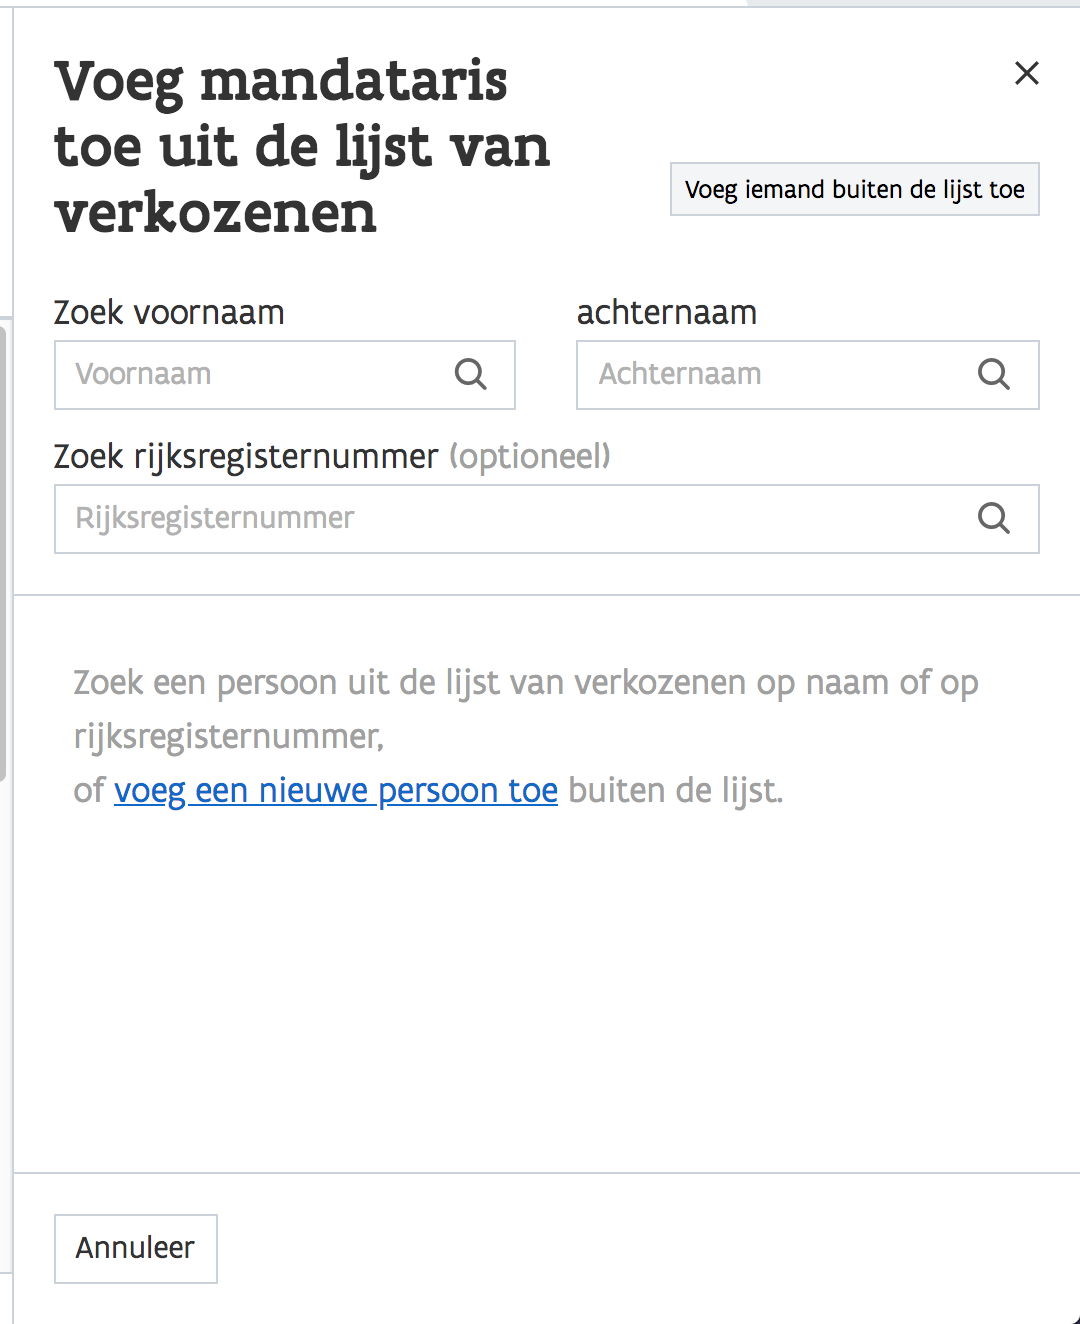 Voeg mandataris
toe uit de lijst van
verkozenen
Voeg iemand buiten de lijst toe
Zoek voornaam
achternaam
Voornaam
Achternaam
Zoek rijksregisternummer (optioneel)
Rijksregisternummer
Zoek een persoon uit de lijst van verkozenen op naam of op
rijksregisternummer,
of voeg een nieuwe persoon toe buiten de lijst.
Annuleer